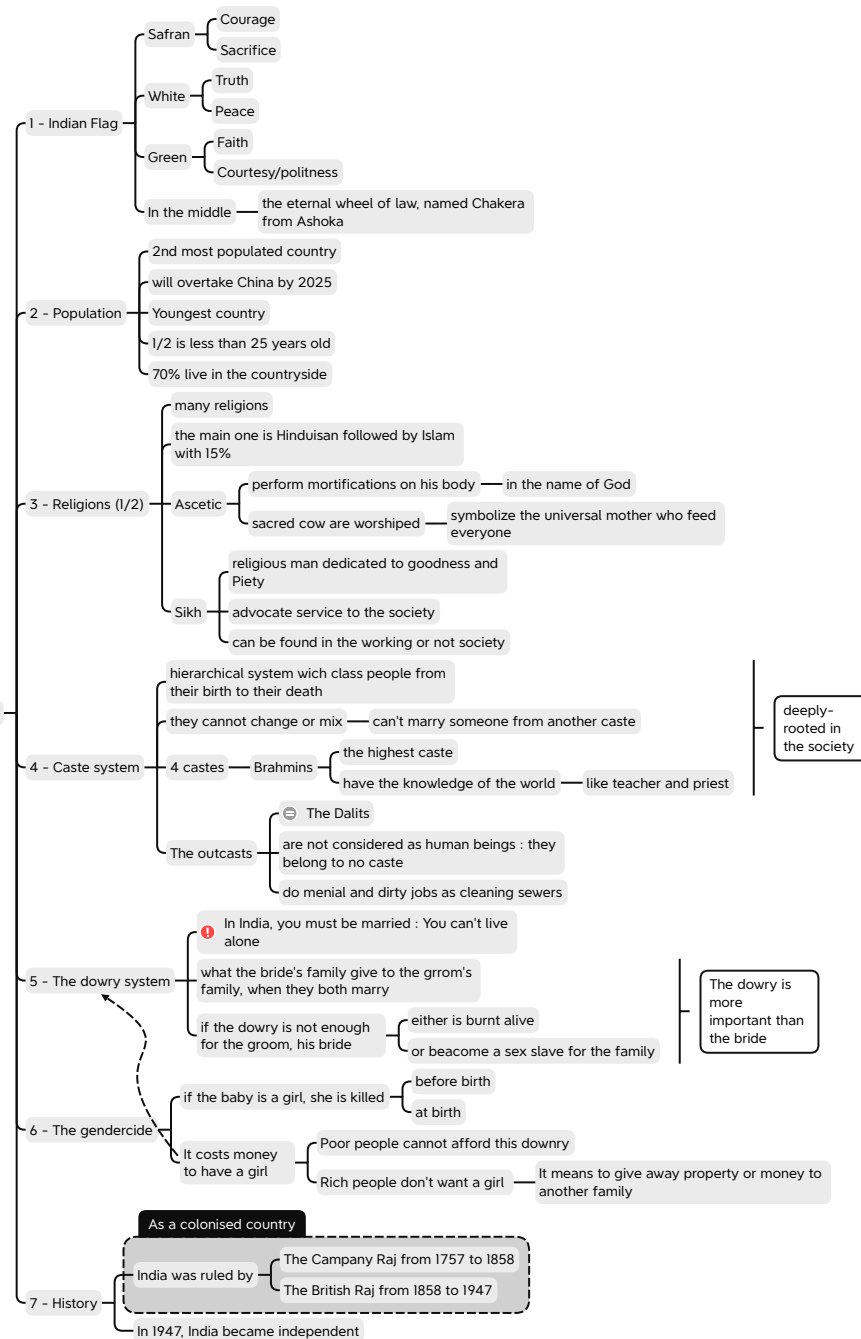 1 - Indian Flag
Safran
Courage
Sacrifice
White
Truth
Peace
Green
Faith
Courtesy/politness
In the middle
the eternal wheel of law, named Chakera
from Ashoka
2 - Population
2nd most populated country
will overtake China by 2025
Youngest country
1/2 is less than 25 years old
70% live in the countryside
3 - Religions (1/2)
many religions
the main one is Hinduisan followed by Islam
with 15%
Ascetic
perform mortifications on his body
in the name of God
sacred cow are worshiped
symbolize the universal mother who feed
everyone
Sikh
religious man dedicated to goodness and
Piety
advocate service to the society
can be found in the working or not society
4 - Caste system
hierarchical system wich class people from
their birth to their death
they cannot change or mix
can't marry someone from another caste
4 castes
Brahmins
the highest caste
have the knowledge of the world
like teacher and priest
The outcasts
The Dalits
are not considered as human beings : they
belong to no caste
do menial and dirty jobs as cleaning sewers
deeply-
rooted in
the society
5 - The dowry system
In India, you must be married : You can't live
alone
what the bride's family give to the grrom's
family, when they both marry
if the dowry is not enough
for the groom, his bride
either is burnt alive
or beacome a sex slave for the family
The dowry is
more
important than
the bride
6 - The gendercide
if the baby is a girl, she is killed
before birth
at birth
It costs money
to have a girl
Poor people cannot afford this downry
Rich people don't want a girl
It means to give away property or money to
another family
7 - History
As a colonised country
India was ruled by
The Campany Raj from 1757 to 1858
The British Raj from 1858 to 1947
In 1947, India became independent